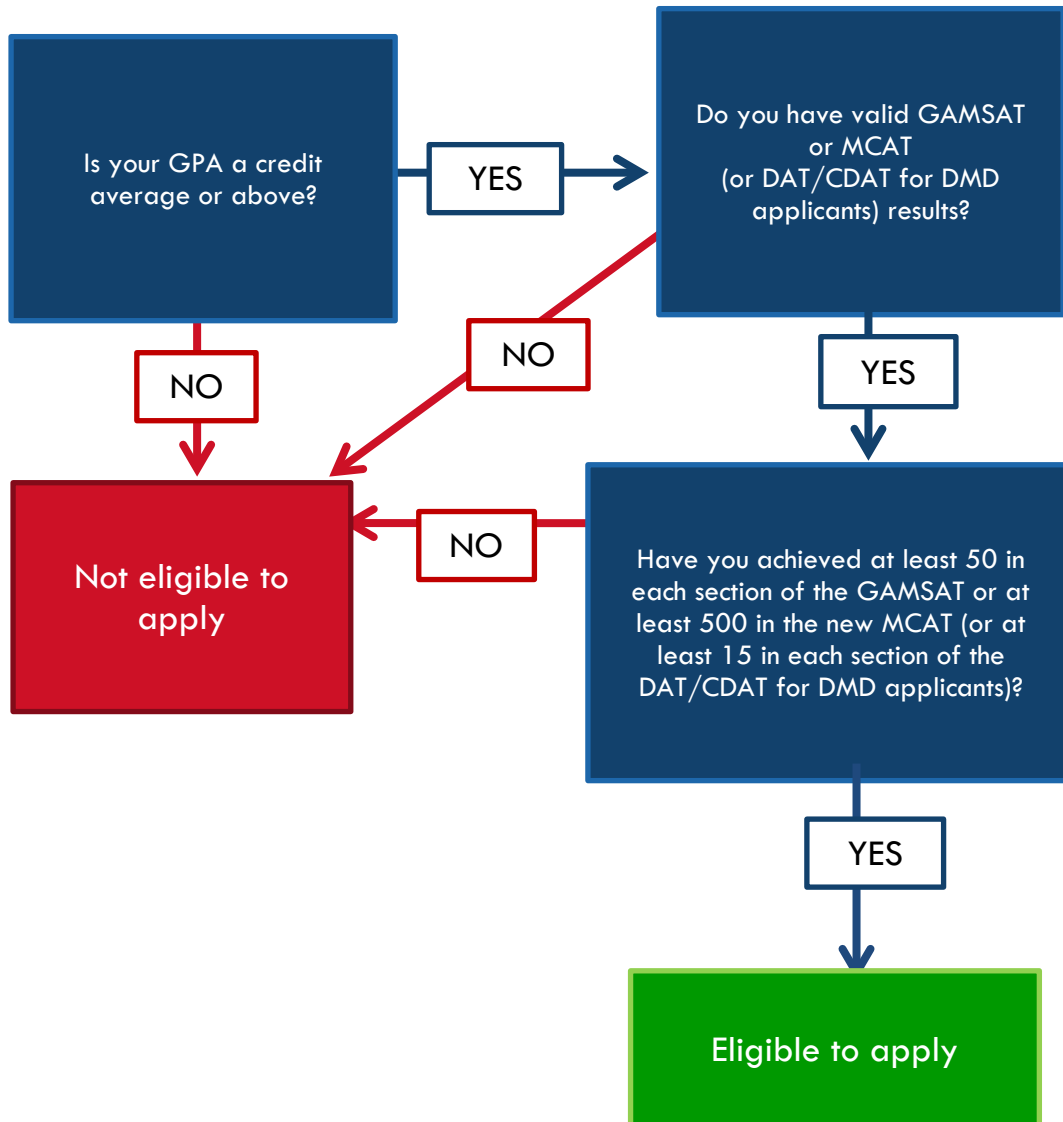 Is your GPA a credit
average or above?
YES
Do you have valid GAMSAT
or MCAT
(or DAT/CDAT for DMD
applicants) results?
NO
NO
YES
Not eligible to
apply
NO
Have you achieved at least 50 in
each section of the GAMSAT or at
least 500 in the new MCAT (or at
least 15 in each section of the
DAT/CDAT for DMD applicants)?
YES
Eligible to apply